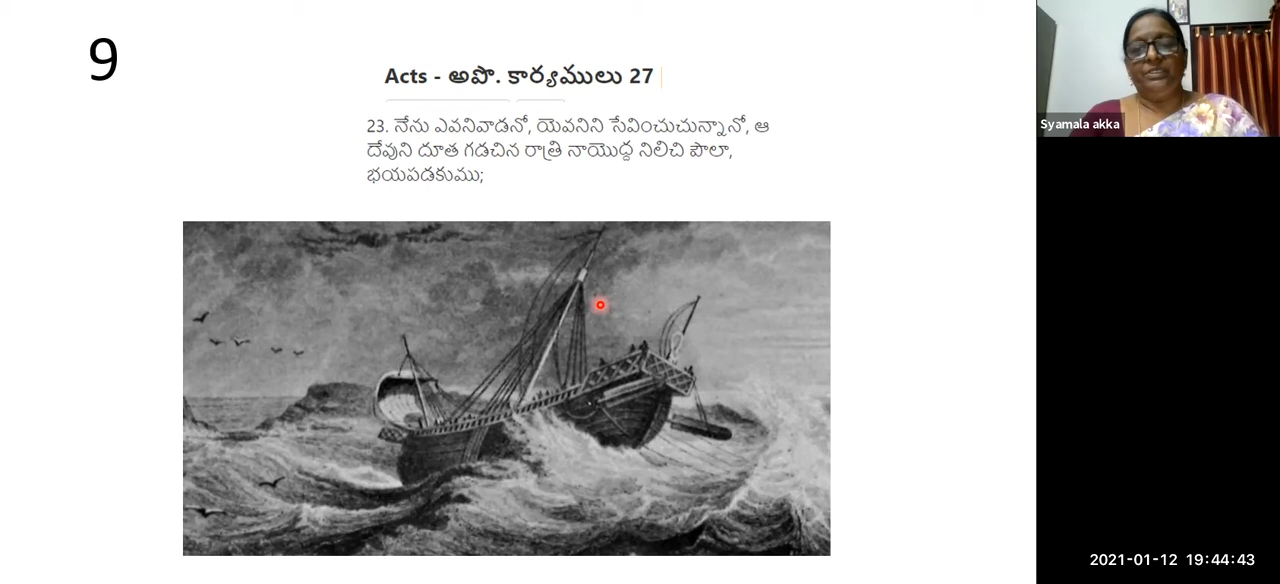 9
Acts - అపొ. కార్యములు 27
23. నేను ఎవనివాడనో, యెవనిని సేవించుచున్నానో, ఆ
దేవుని దూత గడచిన రాత్రి నాయొద్ద నిలిచి పౌలా,
భయపడకుము;
Syamala akka
2021-01-12 19:44:43